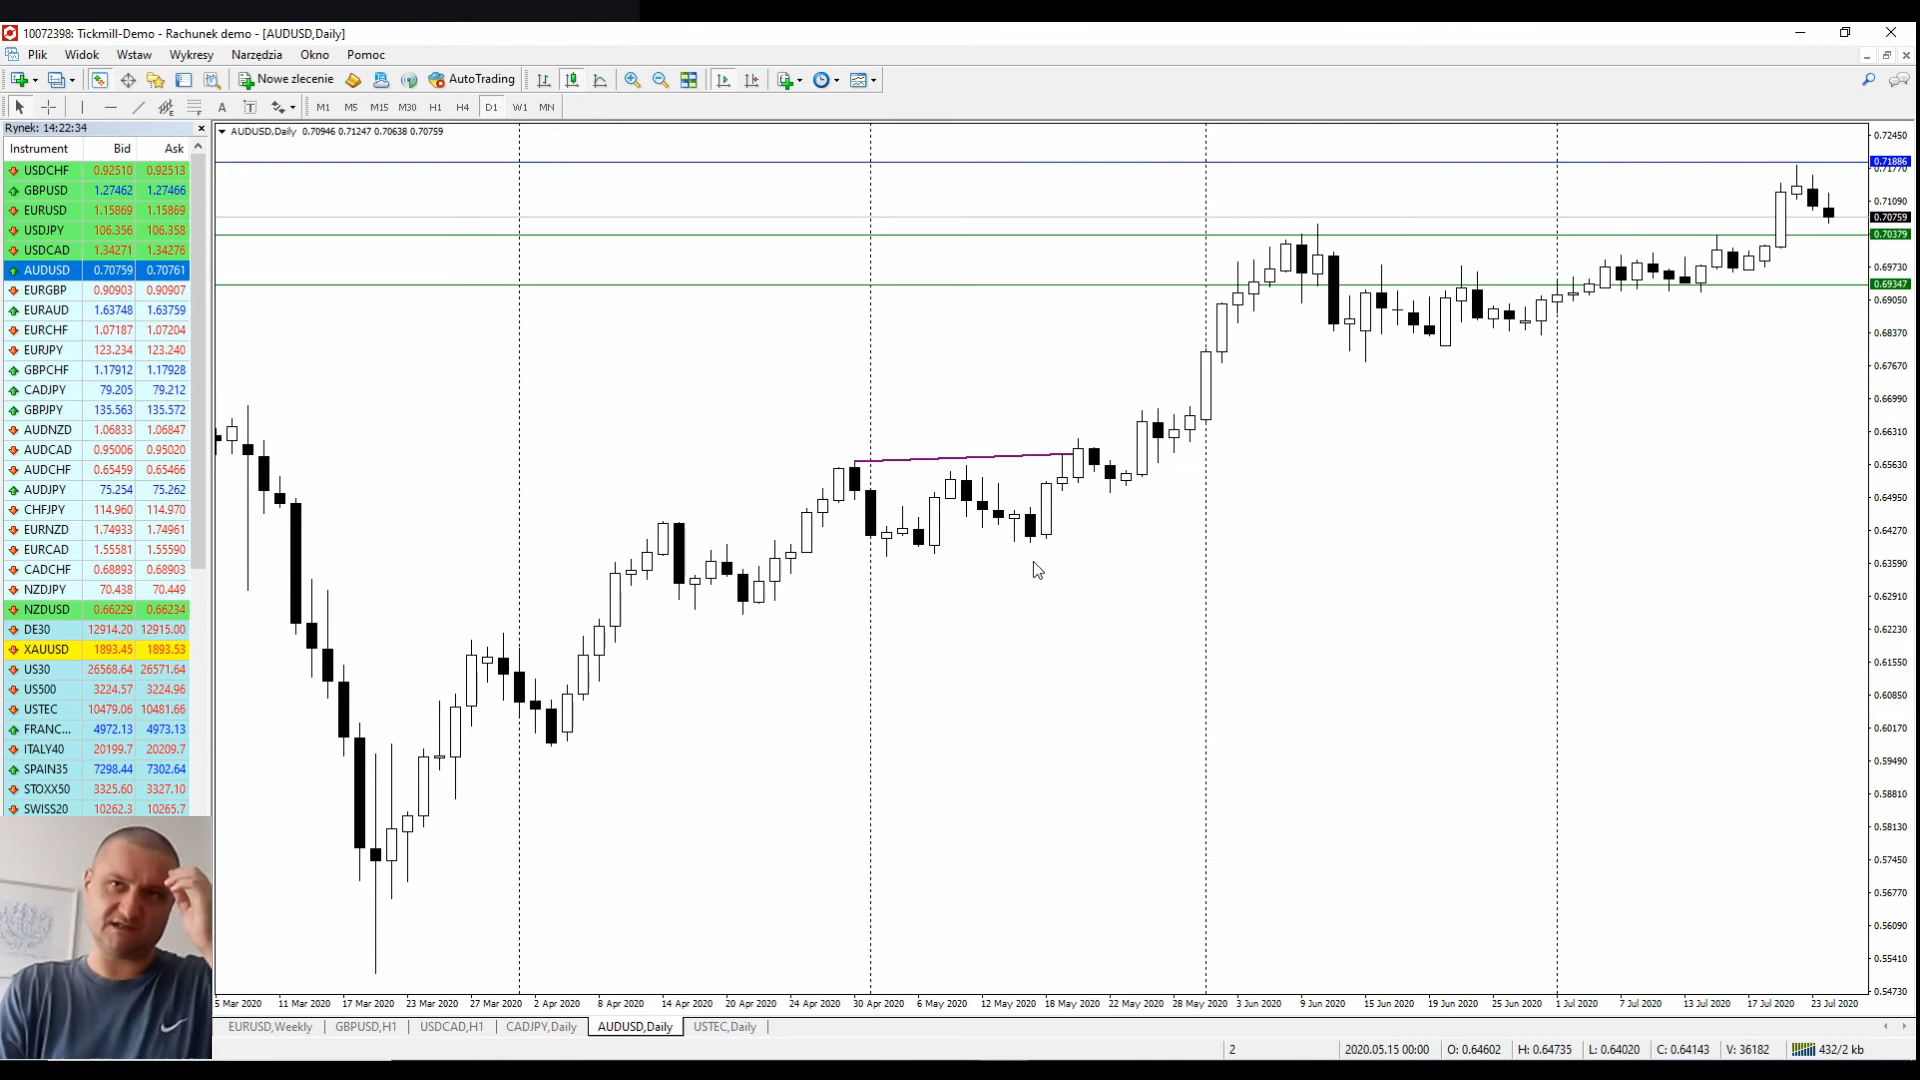 10072398: Tickmill-Demo - Rachunek demo - [AUDUSD,Daily]
Plik Widok Wstaw Wykresy Narzędzia Okno Pomoc
Nowe zlecenie AutoTrading
A T M1 M5 M15 M30 H1 H4 D1 W1 MN
Rynek: 14:22:34
Instrument Bid Ask
USDCHF 0.92510 0.92513
GBPUSD 1.27462 1.27466
EURUSD 1.15869 1.15869
USDJPY 106.356 106.358
USDCAD 1.34271 1.34276
AUDUSD 0.70759 0.70761
EURGBP 0.90903 0.90907
EURAUD 1.63748 1.63759
EURCHF 1.07187 1.07204
EURJPY 123.234 123.240
GBPCHF 1.17912 1.17928
CADJPY 79.205 79.212
GBPJPY 135.563 135.572
AUDNZD 1.06833 1.06847
AUDCAD 0.95006 0.95020
AUDCHF 0.65459 0.65466
AUDJPY 75.254 75.262
CHFJPY 114.960 114.970
EURNZD 1.74933 1.74961
EURCAD 1.55581 1.55590
CADCHF 0.68893 0.68903
NZDJPY 70.438 70.449
NZDUSD 0.66229 0.66234
DE30 12914.20 12915.00
XAUUSD 1893.45 1893.53
US30 26568.64 26571.64
US500 3224.57 3224.96
USTEC 10479.06 10481.66
FRANC... 4972.13 4973.13
ITALY40 20199.7 20209.7
SPAIN35 7298.44 7302.64
STOXX50 3325.60 3327.10
SWISS20 10262.3 10265.7
AUDUSD,Daily 0.70946 0.71247 0.70638 0.70759
0.72450
0.71886
0.71770
0.71090
0.70759
0.70379
0.69730
0.69347
0.69050
0.68370
0.67670
0.66990
0.66310
0.65630
0.64950
0.64270
0.63590
0.62910
0.62230
0.61550
0.60850
0.60170
0.59490
0.58810
0.58130
0.57450
0.56770
0.56090
0.55410
0.54730
5 Mar 2020 11 Mar 2020 17 Mar 2020 23 Mar 2020 27 Mar 2020 2 Apr 2020 8 Apr 2020 14 Apr 2020 20 Apr 2020 24 Apr 2020 30 Apr 2020 6 May 2020 12 May 2020 18 May 2020 22 May 2020 28 May 2020 3 Jun 2020 9 Jun 2020 15 Jun 2020 19 Jun 2020 25 Jun 2020 1 Jul 2020 7 Jul 2020 13 Jul 2020 17 Jul 2020 23 Jul 2020
EURUSD,Weekly GBPUSD,H1 USDCAD,H1 CADJPY,Daily AUDUSD,Daily USTEC,Daily
2 2020.05.15 00:00 O: 0.64602 H: 0.64735 L: 0.64020 C: 0.64143 V: 36182 432/2 kb